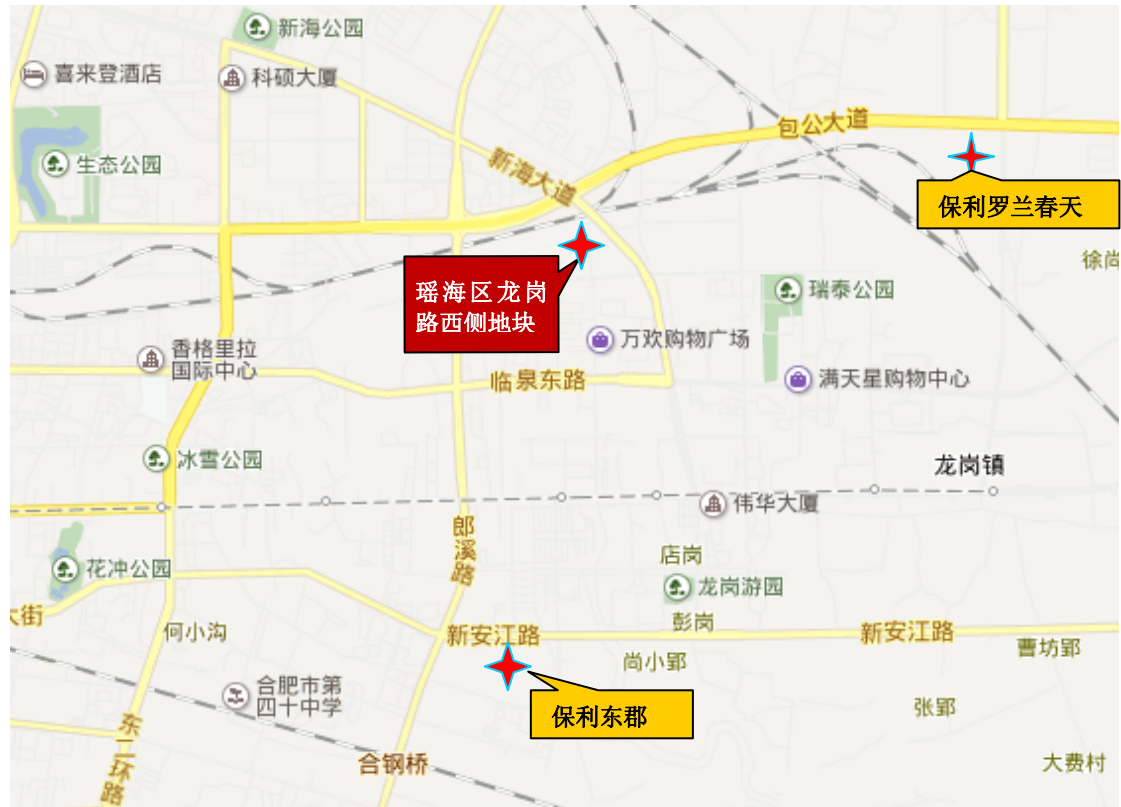 新海公园
喜来登酒店
科硕大厦
包公大道
生态公园
新海大道
保利罗兰春天
徐尚
瑶海区龙岗
路西侧地块
瑞泰公园
万欢购物广场
香格里拉
国际中心
临泉东路
满天星购物中心
冰雪公园
龙岗镇
伟华大厦
郎溪路
店岗
花冲公园
龙岗游园
大街
何小沟
新安江路
彭岗
新安江路
尚小郢
曹坊郢
合肥市第
四十中学
保利东郡
张郢
东二环路
合钢桥
大费村